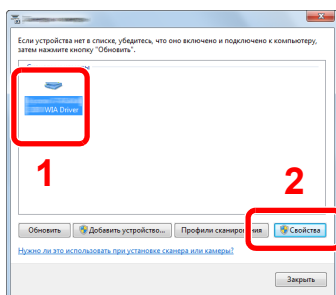 Если устройства нет в списке, убедитесь, что оно включено и подключено к компьютеру,
затем нажмите кнопку "Обновить".
WIA Driver
1
2
Обновить
Добавить устройство...
Профили сканирования
Свойства
Нужно ли это использовать при установке сканера или камеры?
Закрыть